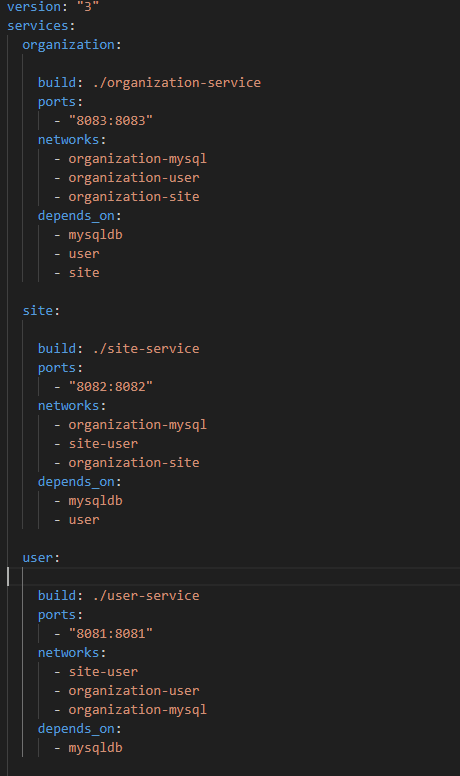 version: "3"
services:
  organization:

    build: ./organization-service
    ports:
      - "8083:8083"
    networks:
      - organization-mysql
      - organization-user
      - organization-site
    depends_on:
      - mysqldb
      - user
      - site

  site:

    build: ./site-service
    ports:
      - "8082:8082"
    networks:
      - organization-mysql
      - site-user
      - organization-site
    depends_on:
      - mysqldb
      - user

  user:

    build: ./user-service
    ports:
      - "8081:8081"
    networks:
      - site-user
      - organization-user
      - organization-mysql
    depends_on:
      - mysqldb